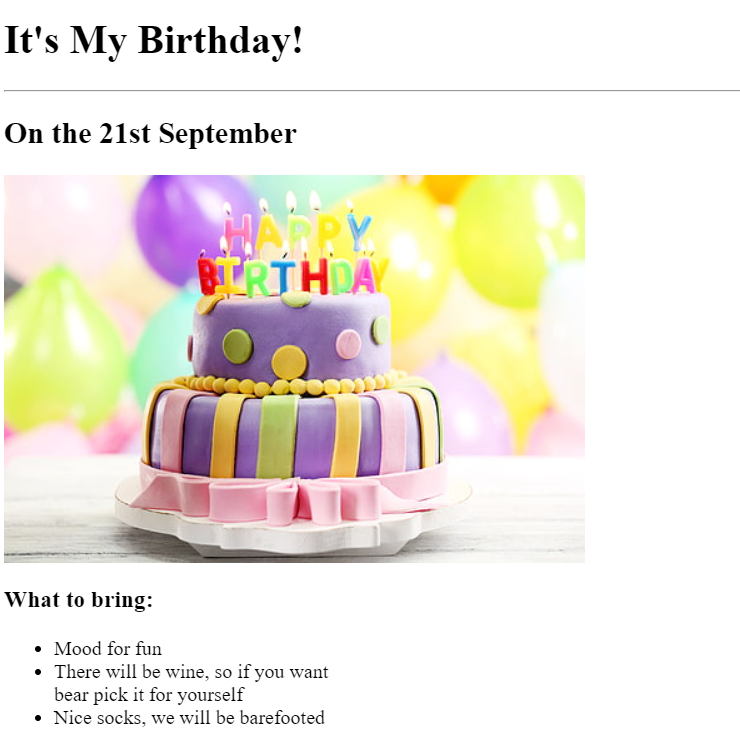 It's My Birthday!
On the 21st September
HAPPY
BIRTHDAY
What to bring:
Mood for fun
There will be wine, so if you want
bear pick it for yourself
Nice socks, we will be barefooted